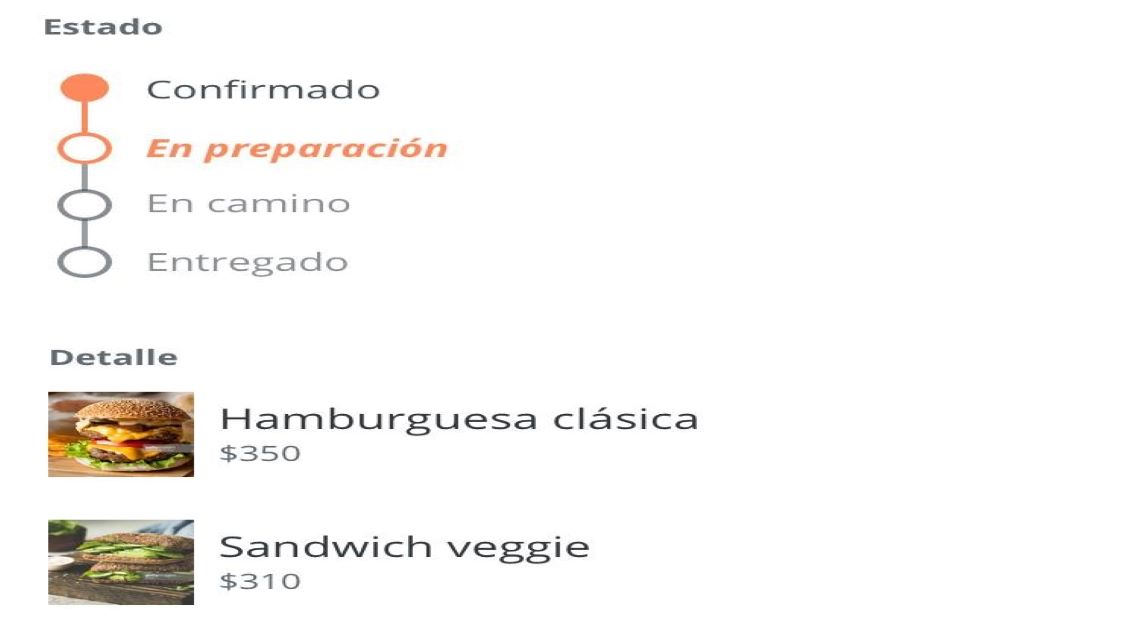 Estado
Confirmado
En preparación
En camino
Entregado
Detalle
Hamburguesa clásica
$350
Sandwich veggie
$310